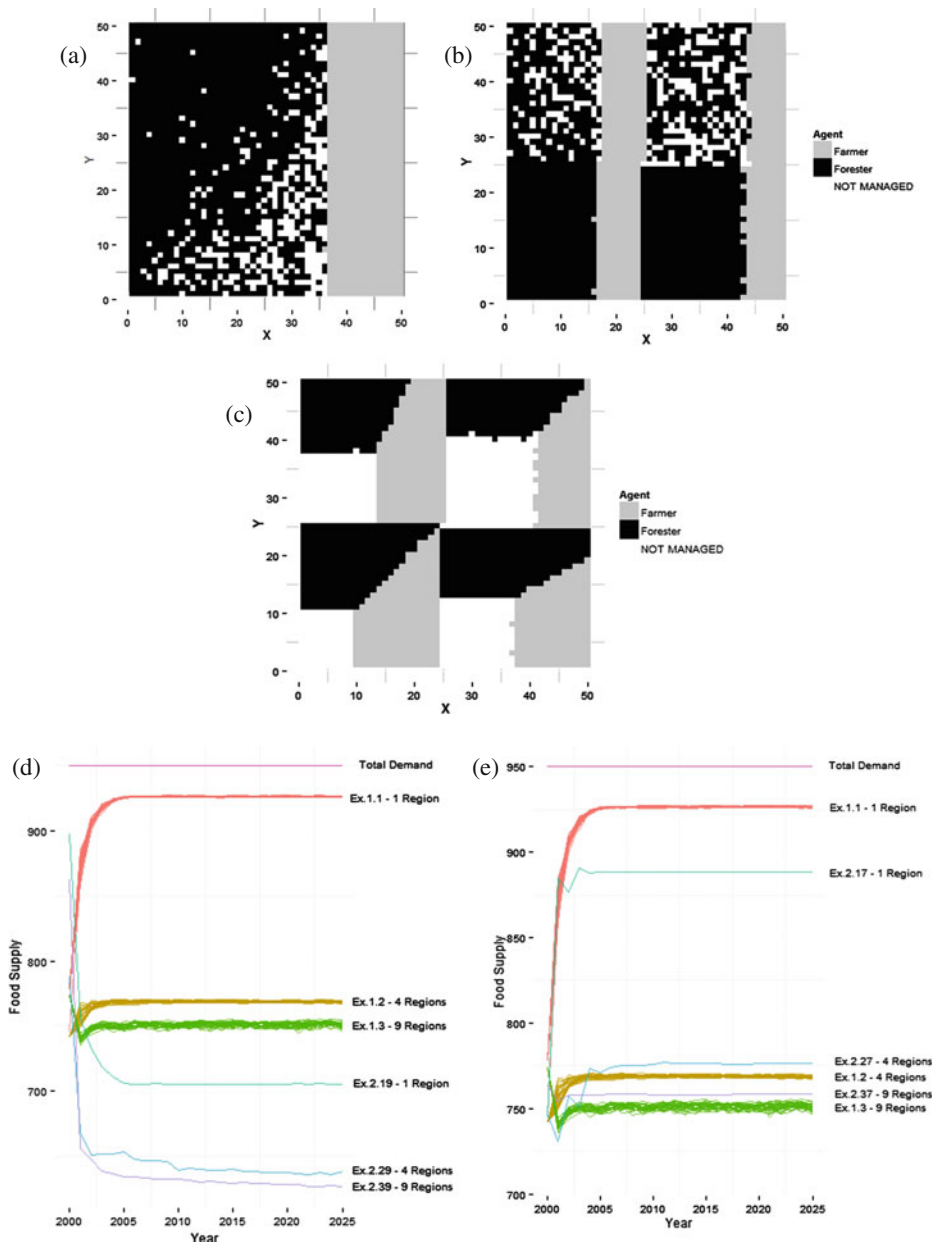 (a)
50 -
40 -
30 -
Y
20 -
10 -
0 -
0 10 20 30 40 50
X
(b)
50 -
40 -
30 -
Y
20 -
10 -
0 -
0 10 20 30 40 50
X
Agent
Farmer
Forester
NOT MANAGED
(c)
50 -
40 -
30 -
Y
20 -
10 -
0 -
0 10 20 30 40 50
X
Agent
Farmer
Forester
NOT MANAGED
(d)
Total Demand
Ex.1.1 - 1 Region
900 -
800 -
Food Supply
Ex.1.2 - 4 Regions
Ex.1.3 - 9 Regions
700 -
Ex.2.19 - 1 Region
Ex.2.29 - 4 Regions
Ex.2.39 - 9 Regions
2000 2005 2010 2015 2020 2025
Year
(e)
950 -
Total Demand
Ex.1.1 - 1 Region
900 -
Ex.2.17 - 1 Region
850 -
Food Supply
800 -
Ex.2.27 - 4 Regions
Ex.1.2 - 4 Regions
Ex.2.37 - 9 Regions
750 -
Ex.1.3 - 9 Regions
700 -
2000 2005 2010 2015 2020 2025
Year